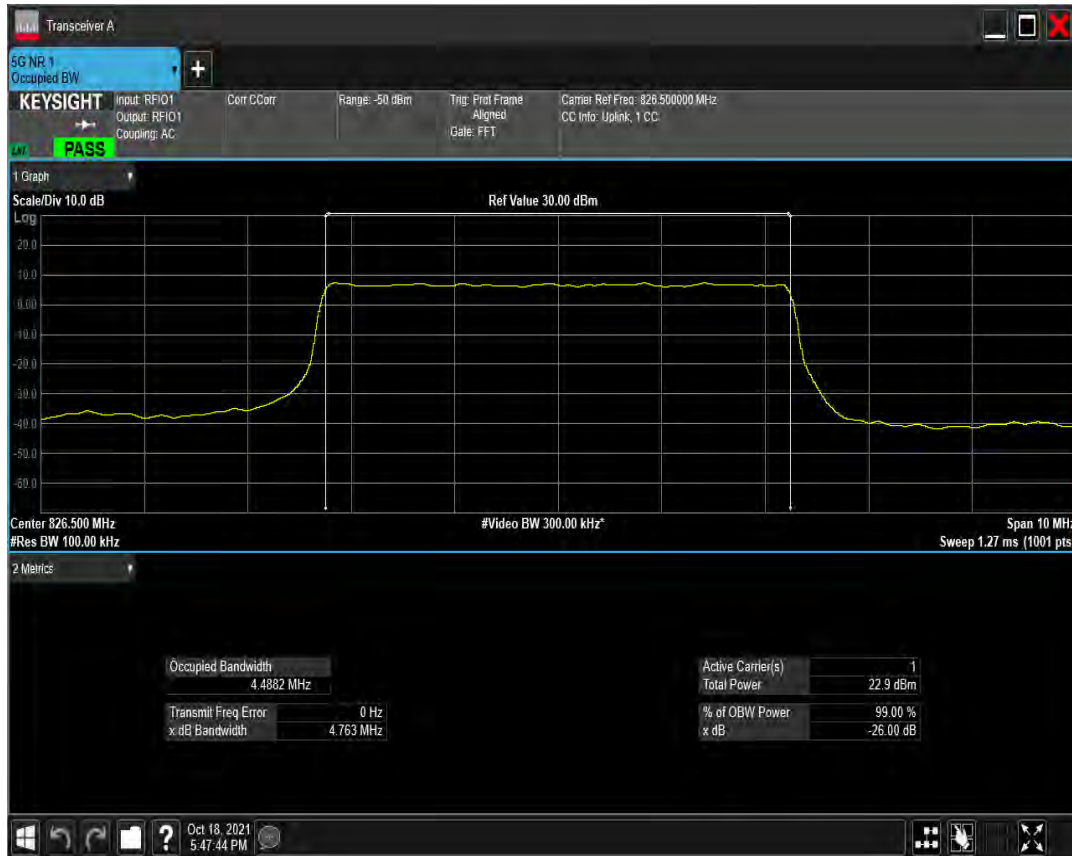 Transceiver A
5G NR 1
Occupied BW
+
KEYSIGHT
Input: RFIO1
Output: RFIO1
Coupling: AC
Corr CCorr
Range: -50 dBm
Trig: Prot Frame
Aligned
Gate: FFT
Carrier Ref Freq: 826.500000 MHz
CC Info: Uplink, 1 CC
PASS
1 Graph
Scale/Div 10.0 dB
Ref Value 30.00 dBm
Log
20.0
10.0
0.00
-10.0
-20.0
-30.0
-40.0
-50.0
-60.0
Center 826.500 MHz
#Video BW 300.00 kHz*
Span 10 MHz
#Res BW 100.00 kHz
Sweep 1.27 ms (1001 pts
2 Metrics
Occupied Bandwidth
4.4882 MHz
Transmit Freq Error 0 Hz
x dB Bandwidth 4.763 MHz
Active Carrier(s) 1
Total Power 22.9 dBm
% of OBW Power 99.00 %
x dB -26.00 dB
?
Oct 18, 2021
5:47:44 PM